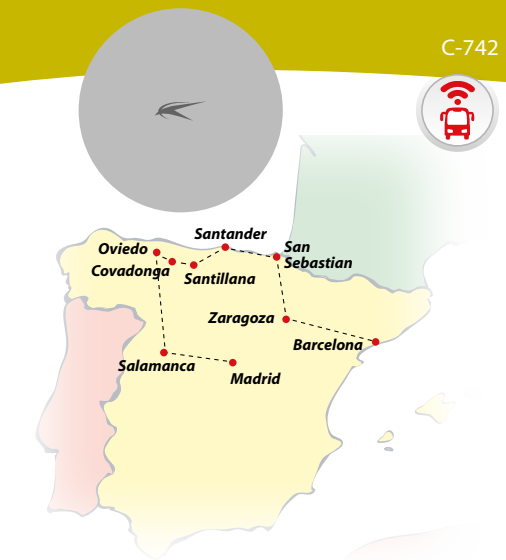 C-742
Santander
Oviedo
San
Sebastian
Covadonga
Santillana
Zaragoza
Barcelona
Salamanca
Madrid